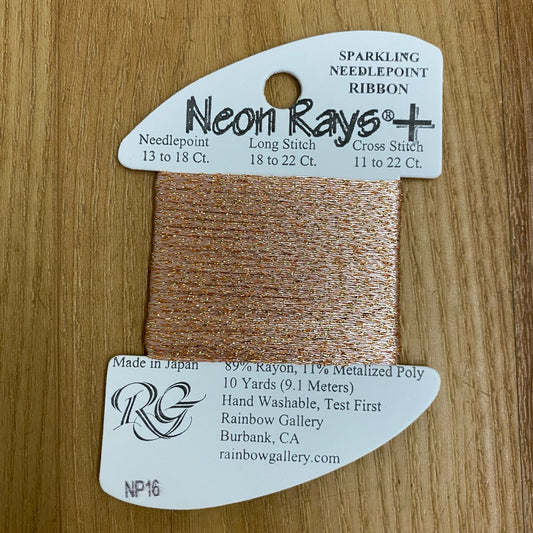 SPARKLING
NEEDLEPOINT
RIBBON
Neon Rays®+
Needlepoint Long Stitch Cross Stitch
13 to 18 Ct. 18 to 22 Ct. 11 to 22 Ct.
Made in Japan 89% Rayon, 11% Metalized Poly
10 Yards (9.1 Meters)
RG Hand Washable, Test First
Rainbow Gallery
Burbank, CA
rainbowgallery.com
NP16